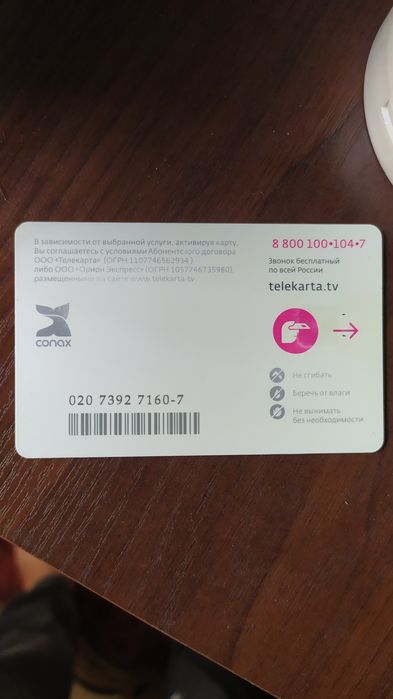 В зависимости от выбранной услуги, активируя карту,
Вы соглашаетесь с условиями Абонентского договора
ООО «Телекарта» (ОГРН 1107746562934 )
либо ООО «Орион Экспресс» (ОГРН 1057746735980),
размещенными на сайте www.telekarta.tv
8 800 100•104•7
Звонок бесплатный
по всей России
telekarta.tv
conax
020 7392 7160-7
Не сгибать
Беречь от влаги
Не вынимать
без необходимости